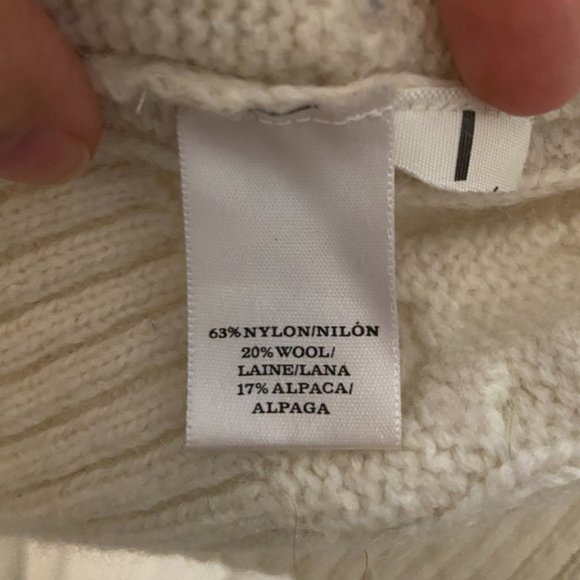 63% NYLON/NILÓN
20% WOOL/
LAINE/LANA
17% ALPACA/
ALPAGA